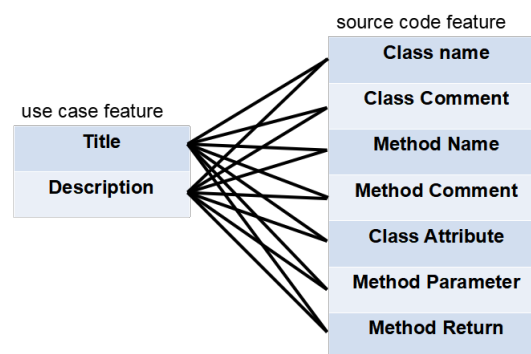 source code feature
Class name
Class Comment
use case feature
Title
Method Name
Description
Method Comment
Class Attribute
Method Parameter
Method Return